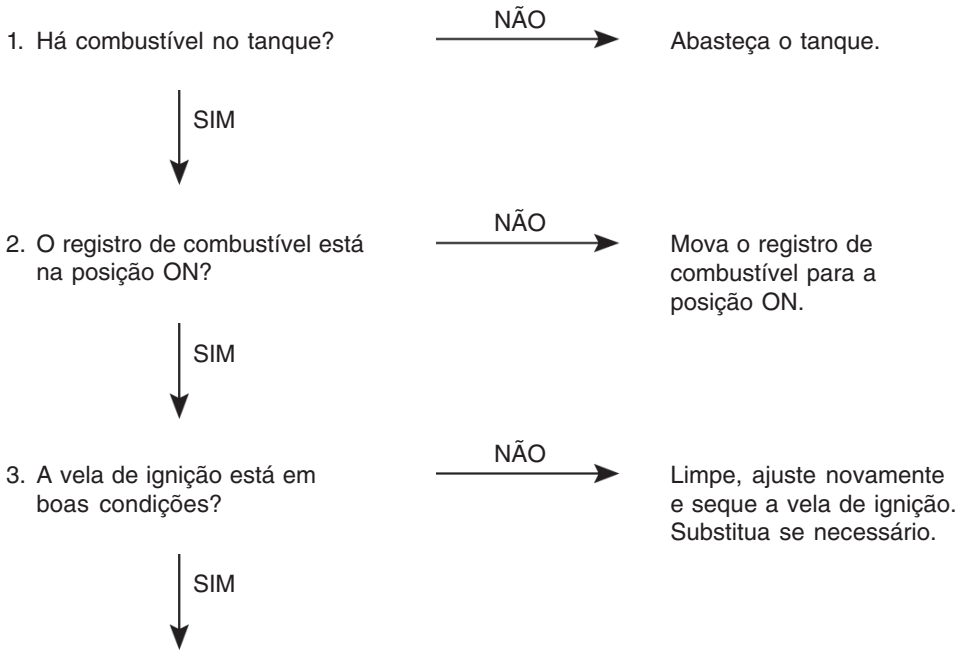 NÃO
1. Há combustível no tanque?
Abasteça o tanque.
SIM
NÃO
2. O registro de combustível está
na posição ON?
Mova o registro de
combustível para a
posição ON.
SIM
NÃO
3. A vela de ignição está em
boas condições?
Limpe, ajuste novamente
e seque a vela de ignição.
Substitua se necessário.
SIM